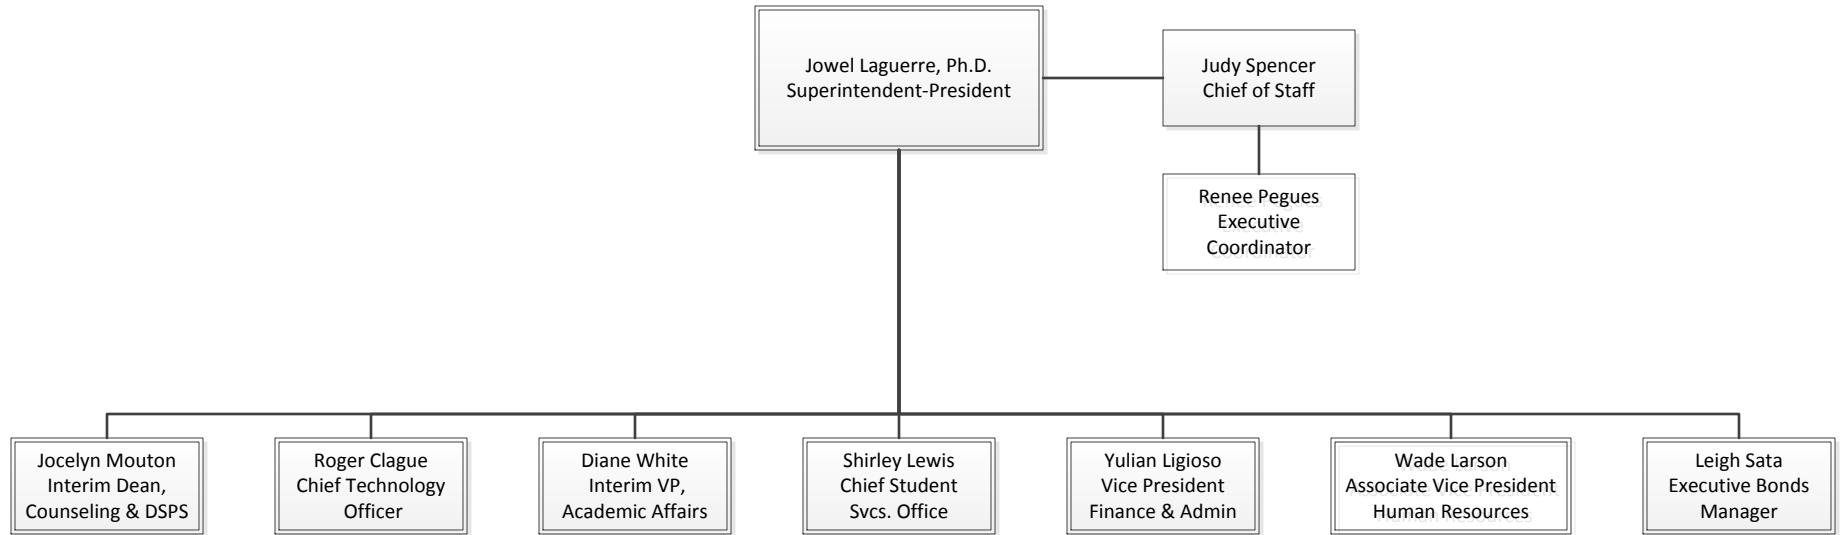 Jowel Laguerre, Ph.D.
Superintendent-President
Judy Spencer
Chief of Staff
Renee Pegues
Executive
Coordinator
Jocelyn Mouton
Interim Dean,
Counseling & DSPS
Roger Clague
Chief Technology
Officer
Diane White
Interim VP,
Academic Affairs
Shirley Lewis
Chief Student
Svcs. Office
Yulian Ligioso
Vice President
Finance & Admin
Wade Larson
Associate Vice President
Human Resources
Leigh Sata
Executive Bonds
Manager